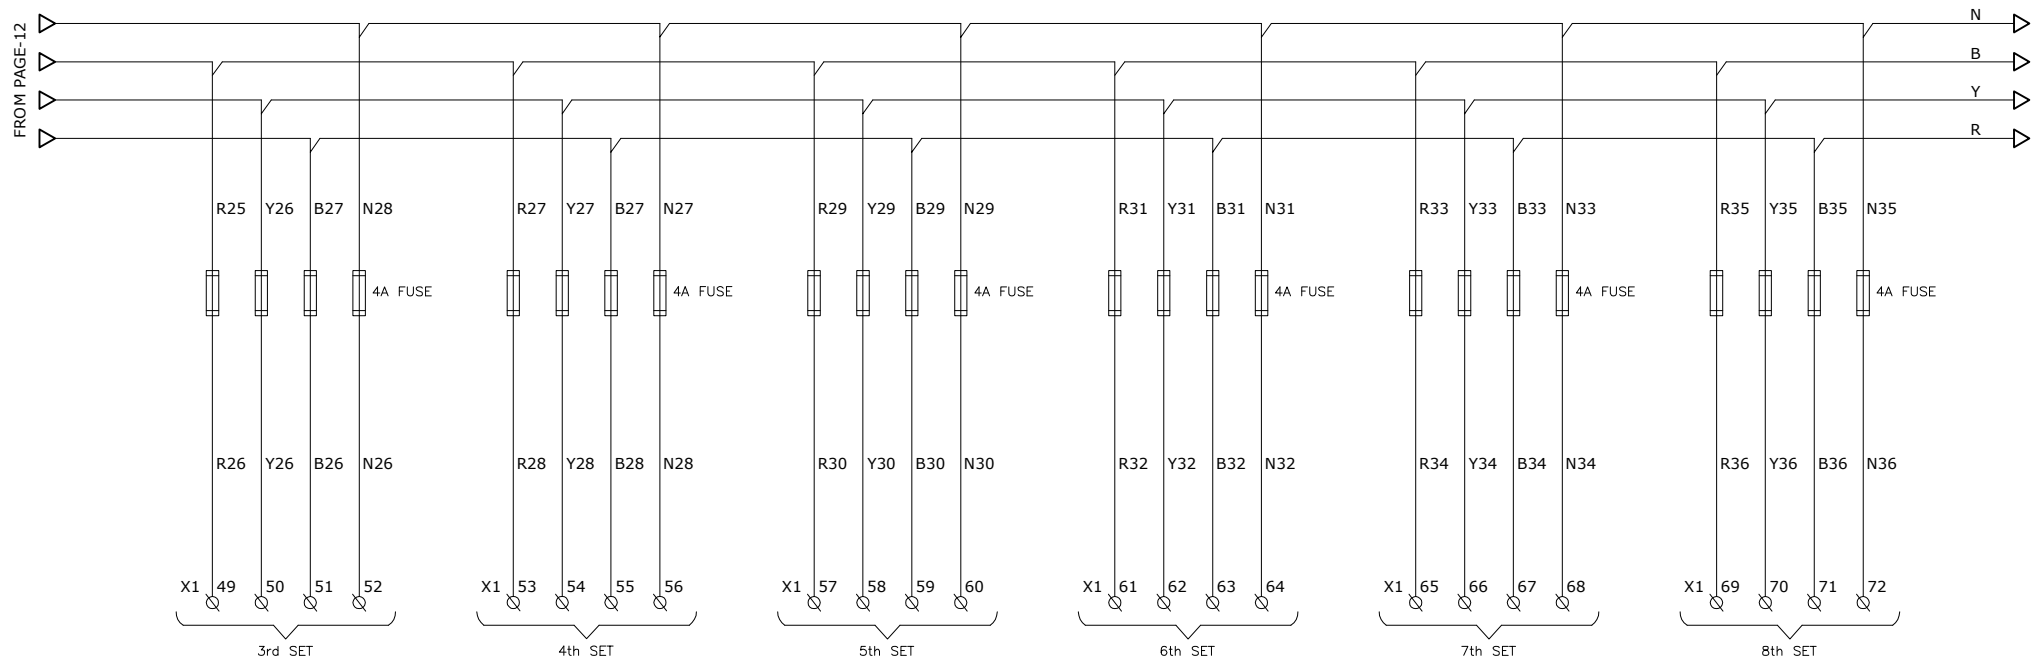 FROM PAGE-12
N
B
Y
R
R25 Y26 B27 N28 R27 Y27 B27 N27 R29 Y29 B29 N29 R31 Y31 B31 N31 R33 Y33 B33 N33 R35 Y35 B35 N35
4A FUSE 4A FUSE 4A FUSE 4A FUSE 4A FUSE 4A FUSE
R26 Y26 B26 N26 R28 Y28 B28 N28 R30 Y30 B30 N30 R32 Y32 B32 N32 R34 Y34 B34 N34 R36 Y36 B36 N36
X1 49 50 51 52 X1 53 54 55 56 X1 57 58 59 60 X1 61 62 63 64 X1 65 66 67 68 X1 69 70 71 72
3rd SET 4th SET 5th SET 6th SET 7th SET 8th SET